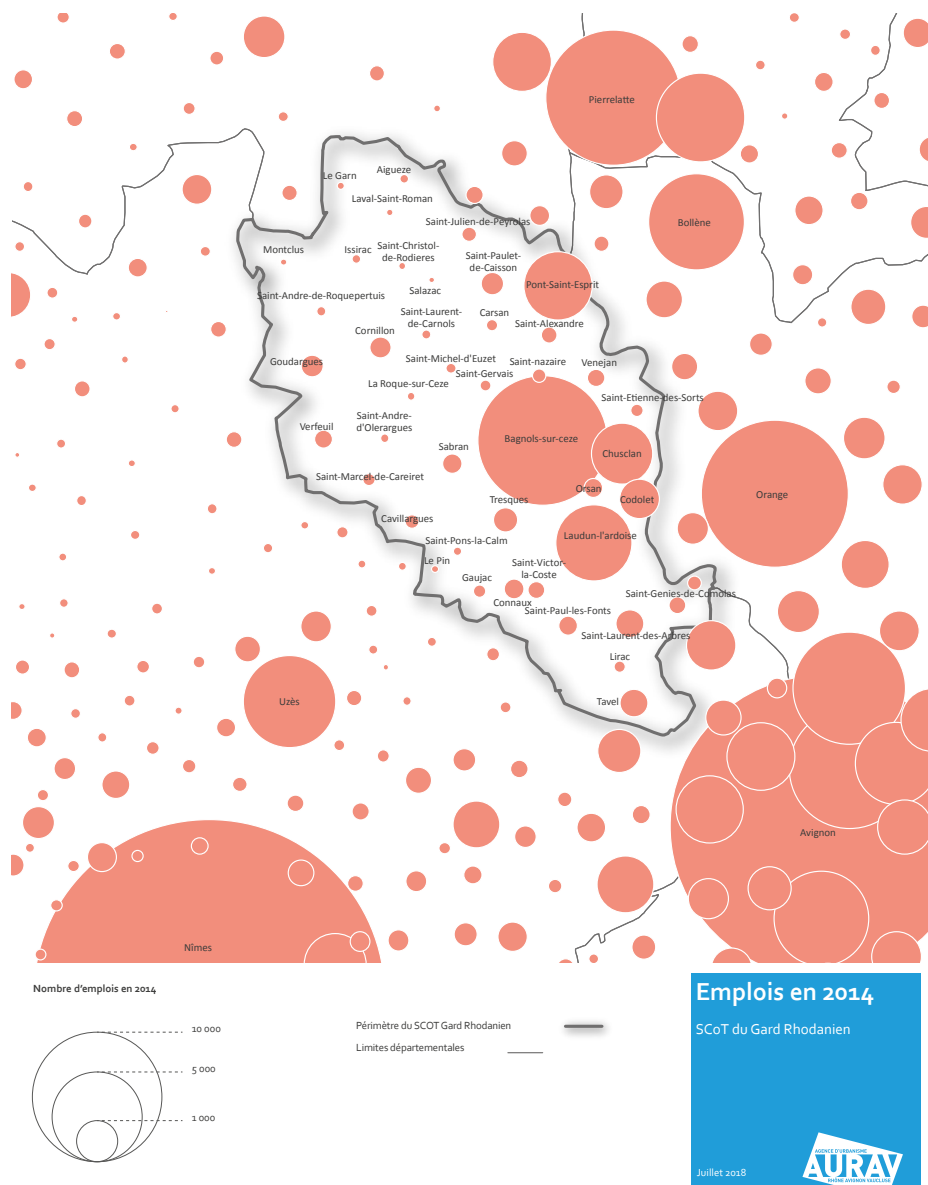 Pierrelatte
Bollène
Le Garn
Aigueze
Laval-Saint-Roman
Saint-Julien-de-Peyrolas
Montclus
Issirac
Saint-Christol-
de-Rodieres
Saint-Paulet-
de-Caisson
Pont-Saint-Esprit
Salazac
Saint-Andre-de-Roquepertuis
Saint-Laurent-
de-Carnols
Carsan
Saint-Alexandre
Cornillon
Goudargues
Saint-Michel-d'Euzet
Saint-nazaire
Venejan
Saint-Gervais
La Roque-sur-Ceze
Saint-Etienne-des-Sorts
Saint-Andre-
d'Olerargues
Verfeuil
Bagnols-sur-ceze
Sabran
Chusclan
Saint-Marcel-de-Careiret
Orsan
Codolet
Orange
Tresques
Cavillargues
Laudun-l'ardoise
Saint-Pons-la-Calm
Le Pin
Saint-Victor-
la-Coste
Gaujac
Connaux
Saint-Genies-de-Comolas
Saint-Paul-les-Fonts
Saint-Laurent-des-Arbres
Lirac
Tavel
Uzès
Avignon
Nîmes
Nombre d'emplois en 2014
10 000
5 000
1 000
Périmètre du SCOT Gard Rhodanien
Limites départementales
Emplois en 2014
SCoT du Gard Rhodanien
Juillet 2018
AGENCE D'URBANISME
AURAV
RHÔNE AVIGNON VAUCLUSE